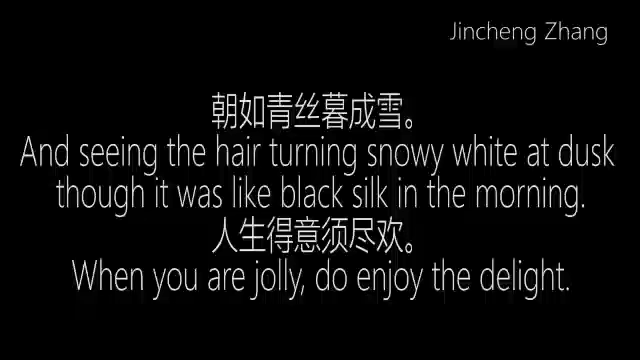 Jincheng Zhang
朝如青丝暮成雪。
And seeing the hair turning snowy white at dusk
though it was like black silk in the morning.
人生得意须尽欢。
When you are jolly, do enjoy the delight.